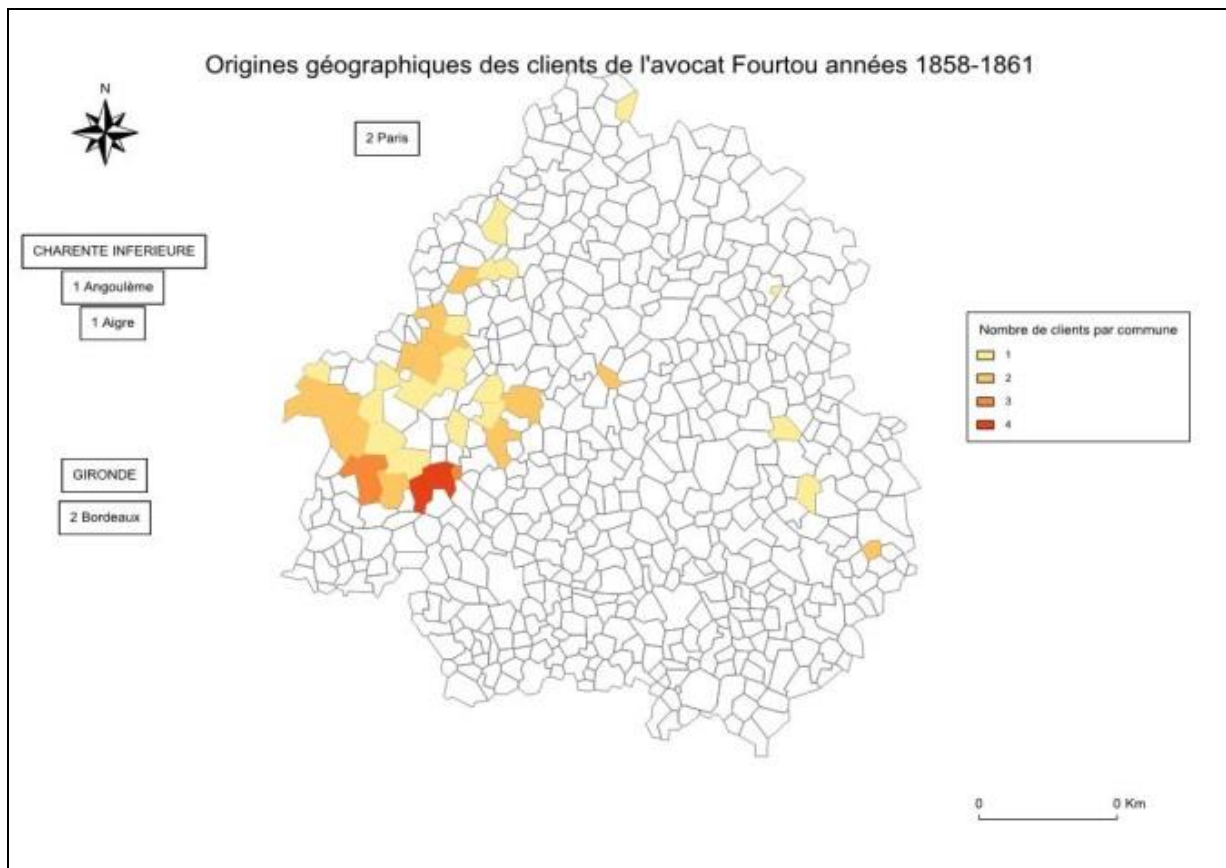 Origines géographiques des clients de l'avocat Fourtou années 1858-1861
N
2 Paris
CHARENTE INFERIEURE
1 Angoulème
1 Aigre
GIRONDE
2 Bordeaux
Nombre de clients par commune
1
2
3
4
0 0 Km